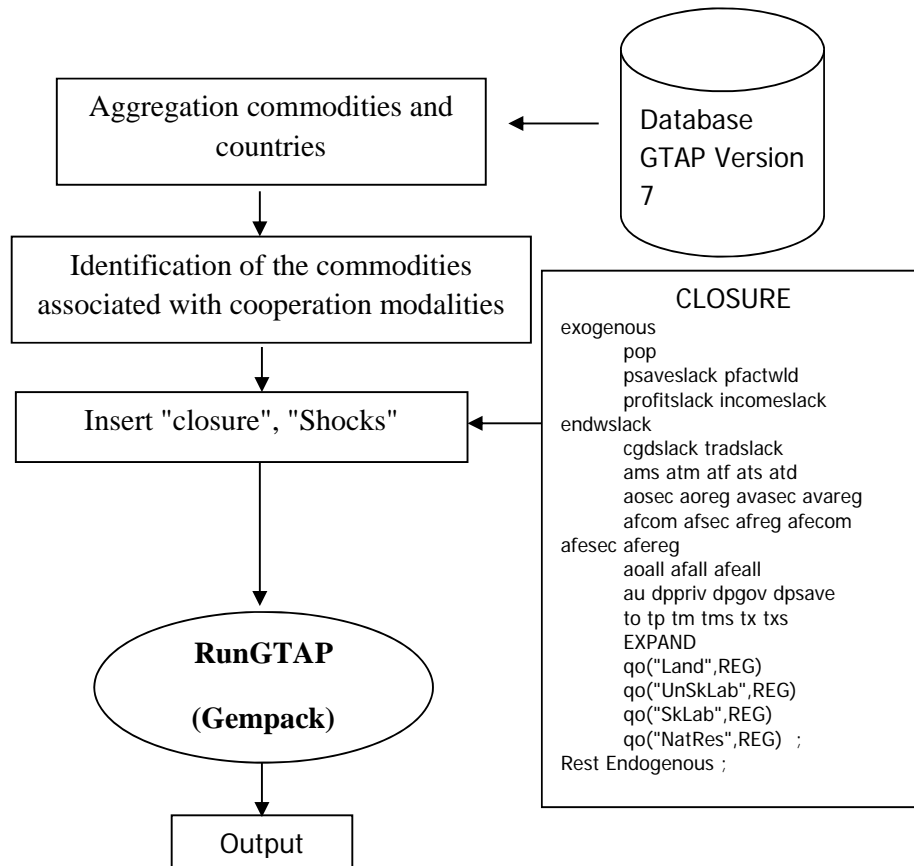 Aggregation commodities and
countries
Database
GTAP Version
7
Identification of the commodities
associated with cooperation modalities
Insert "closure", "Shocks"
CLOSURE
exogenous
pop
psaveslack pfactwld
profitslack incomeslack
endwslack
cgdslack tradslack
ams atm atf ats atd
aosec aoreg avasec avareg
afcom afsec afreg afecom
afesec afereg
aoall afall afeall
au dppriv dpgov dpsave
to tp tm tms tx txs
EXPAND
qo("Land",REG)
qo("UnSkLab",REG)
qo("SkLab",REG)
qo("NatRes",REG) ;
Rest Endogenous ;
RunGTAP
(Gempack)
Output